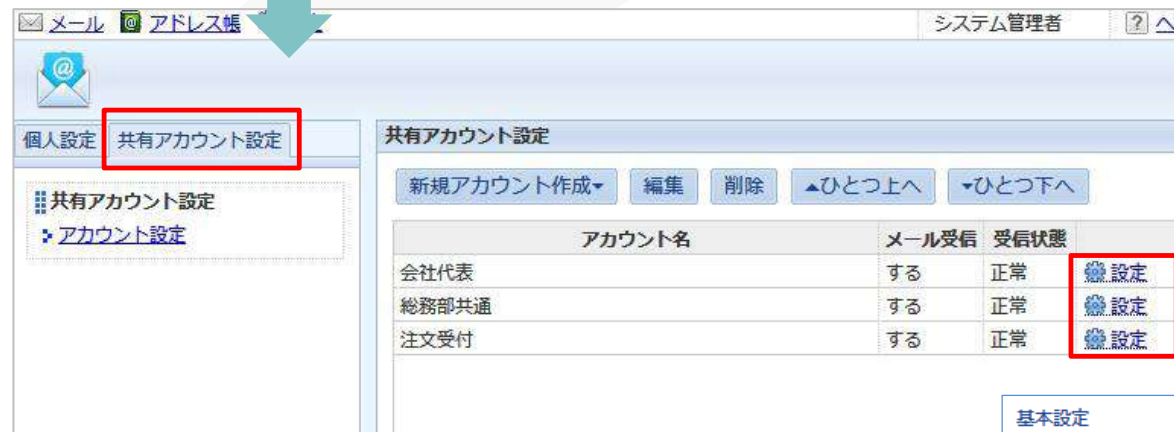 メール アドレス帳 システム管理者 ? ヘ
個人設定 共有アカウント設定
共有アカウント設定
アカウント設定
共有アカウント設定
新規アカウント作成▾ 編集 削除 ▲ひとつ上へ ▾ひとつ下へ
アカウント名 メール受信 受信状態
会社代表 する 正常 設定
総務部共通 する 正常 設定
注文受付 する 正常 設定
基本設定